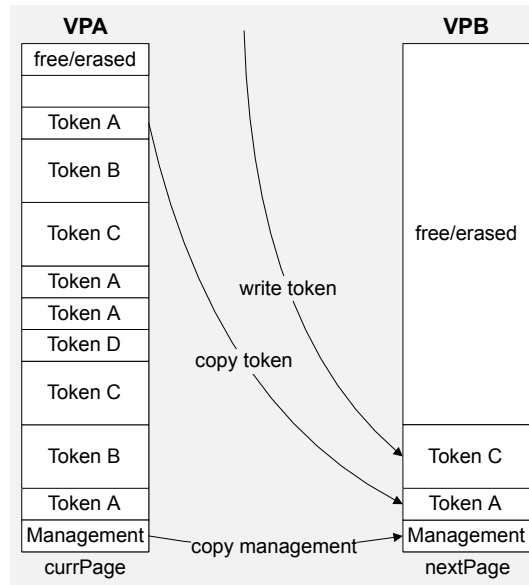 VPA
free/erased
Token A
Token B
Token C
Token A
Token A
Token D
Token C
Token B
Token A
Management
currPage
write token
copy token
copy management
VPB
free/erased
Token C
Token A
Management
nextPage